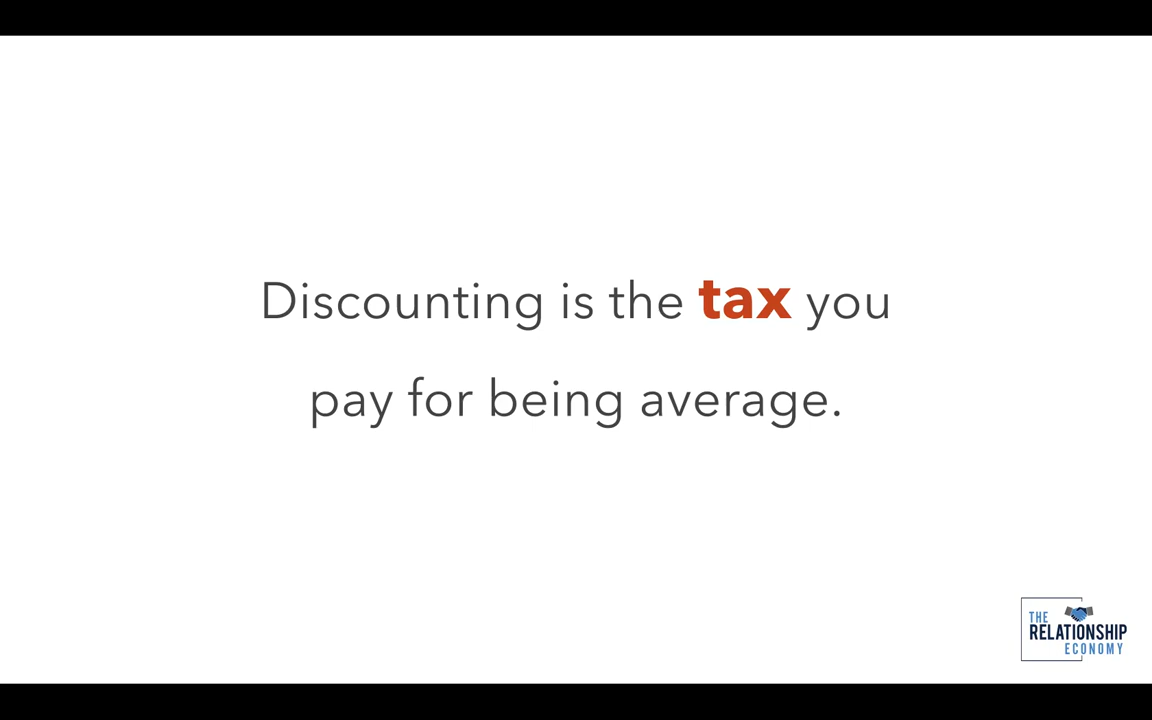 Discounting is the tax you
pay for being average.
THE
RELATIONSHIP
ECONOMY